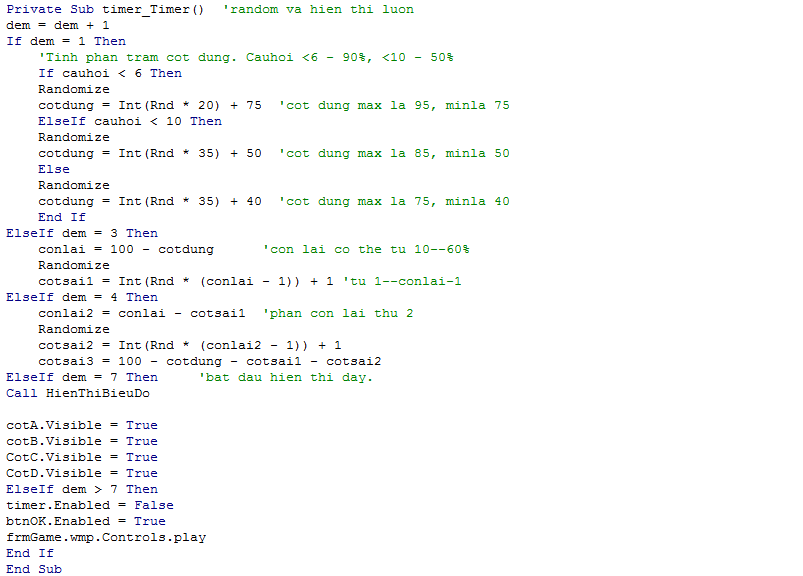 Private Sub timer_Timer()  'random va hien thi luon
dem = dem + 1
If dem = 1 Then
    'Tinh phan tram cot dung. Cauhoi <6 - 90%, <10 - 50%
    If cauhoi < 6 Then
    Randomize
    cotdung = Int(Rnd * 20) + 75  'cot dung max la 95, minla 75
    ElseIf cauhoi < 10 Then
    Randomize
    cotdung = Int(Rnd * 35) + 50  'cot dung max la 85, minla 50
    Else
    Randomize
    cotdung = Int(Rnd * 35) + 40  'cot dung max la 75, minla 40
    End If
ElseIf dem = 3 Then
    conlai = 100 - cotdung      'con lai co the tu 10--60%
    Randomize
    cotsai1 = Int(Rnd * (conlai - 1)) + 1 'tu 1--conlai-1
ElseIf dem = 4 Then
    conlai2 = conlai - cotsai1  'phan con lai thu 2
    Randomize
    cotsai2 = Int(Rnd * (conlai2 - 1)) + 1
    cotsai3 = 100 - cotdung - cotsai1 - cotsai2
ElseIf dem = 7 Then     'bat dau hien thi day.
Call HienThiBieuDo

cotA.Visible = True
cotB.Visible = True
CotC.Visible = True
CotD.Visible = True
ElseIf dem > 7 Then
timer.Enabled = False
btnOK.Enabled = True
frmGame.wmp.Controls.play
End If
End Sub